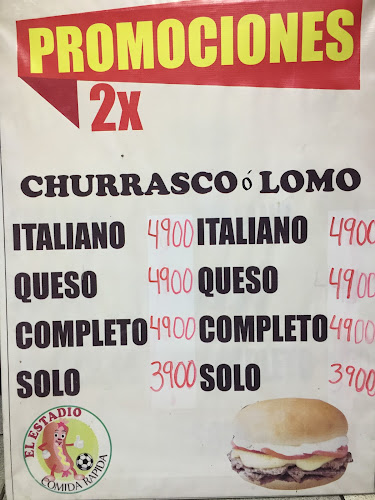 PROMOCIONES
2x
CHURRASCO ó LOMO
ITALIANO 4900 ITALIANO 4900
QUESO 4900 QUESO 4900
COMPLETO 4900 COMPLETO 4900
SOLO 3900 SOLO 3900
EL ESTADIO
COMIDA RAPIDA